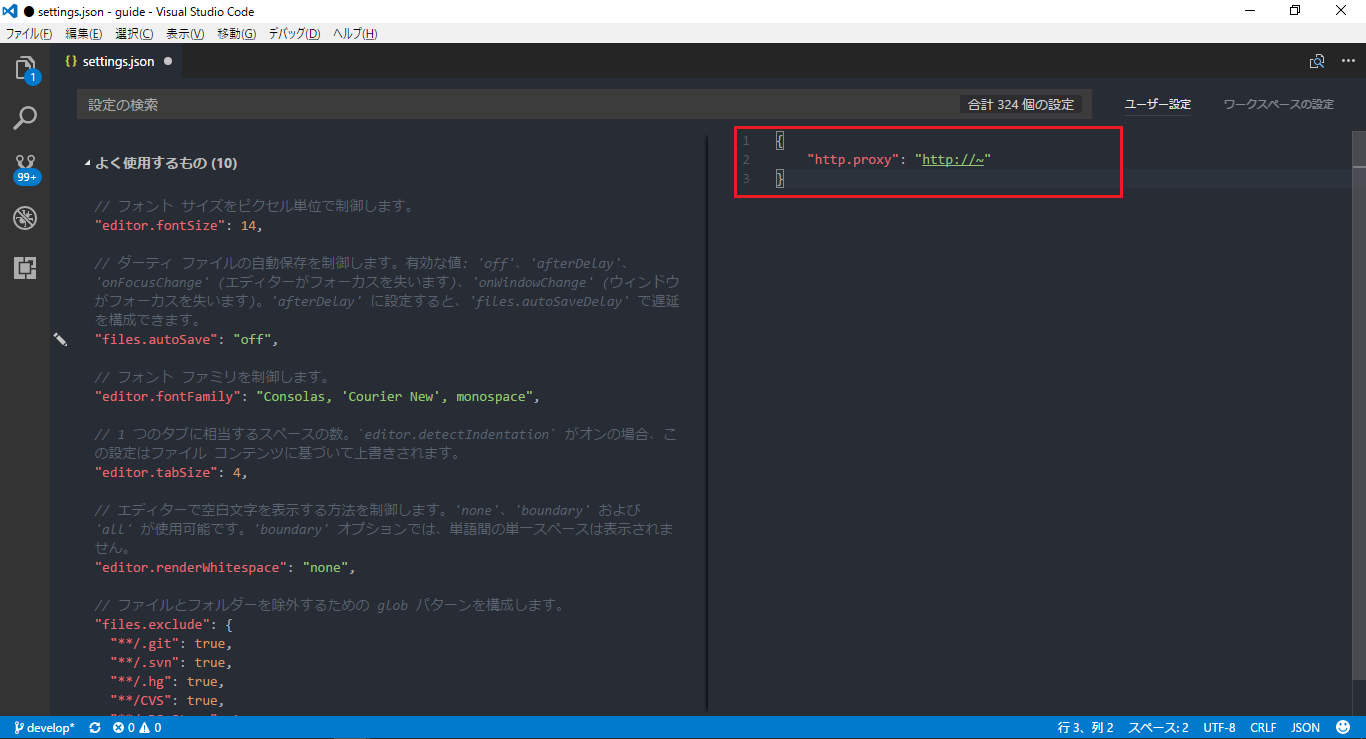 settings.json - guide - Visual Studio Code
ファイル(F) 編集(E) 選択(C) 表示(V) 移動(G) デバッグ(D) ヘルプ(H)
{} settings.json
1
99+
設定の検索 合計 324 個の設定 ユーザー設定 ワークスペースの設定
よく使用するもの (10)
// フォント サイズをピクセル単位で制御します。
"editor.fontSize": 14,
// ダーティ ファイルの自動保存を制御します。有効な値: 'off'、'afterDelay'、
'onFocusChange' (エディターがフォーカスを失います)、'onWindowChange' (ウィンドウ
がフォーカスを失います)。'afterDelay' に設定すると、'files.autoSaveDelay' で遅延
を構成できます。
"files.autoSave": "off",
// フォント ファミリを制御します。
"editor.fontFamily": "Consolas, 'Courier New', monospace",
// 1 つのタブに相当するスペースの数。`editor.detectIndentation` がオンの場合、こ
の設定はファイル コンテンツに基づいて上書きされます。
"editor.tabSize": 4,
// エディターで空白文字を表示する方法を制御します。'none'、'boundary' および
'all' が使用可能です。'boundary' オプションでは、単語間の単一スペースは表示されま
せん。
"editor.renderWhitespace": "none",
// ファイルとフォルダーを除外するための glob パターンを構成します。
"files.exclude": {
"**/.git": true,
"**/.svn": true,
"**/.hg": true,
"**/CVS": true,
1 {
2 "http.proxy": "http://~"
3 }
develop* 0 0 行 3、列 2 スペース: 2 UTF-8 CRLF JSON